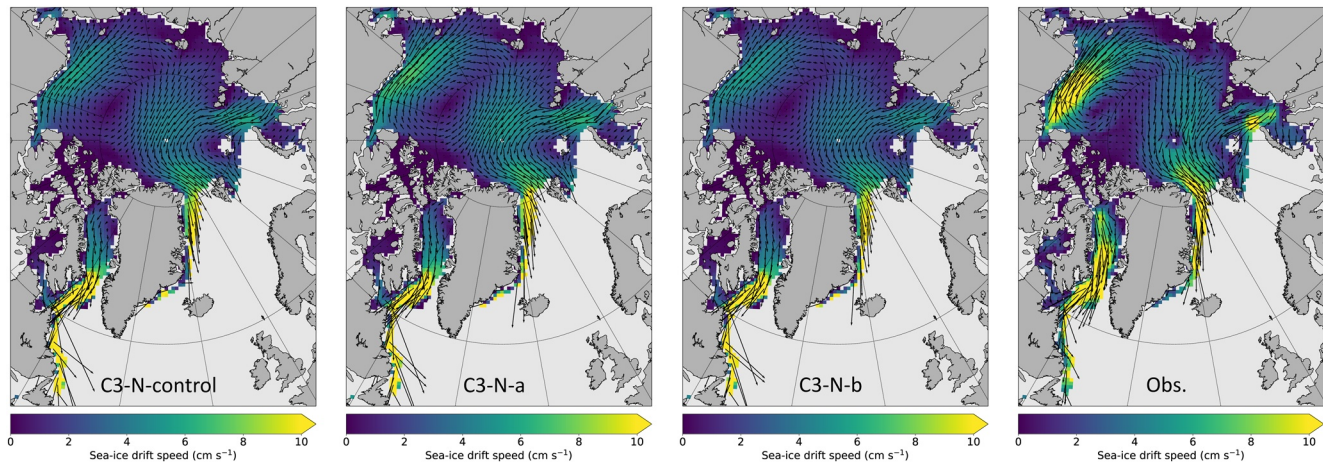 C3-N-control
C3-N-a
C3-N-b
Obs.
0 2 4 6 8 10
0 2 4 6 8 10
0 2 4 6 8 10
0 2 4 6 8 10
Sea-ice drift speed (cm s⁻¹)
Sea-ice drift speed (cm s⁻¹)
Sea-ice drift speed (cm s⁻¹)
Sea-ice drift speed (cm s⁻¹)